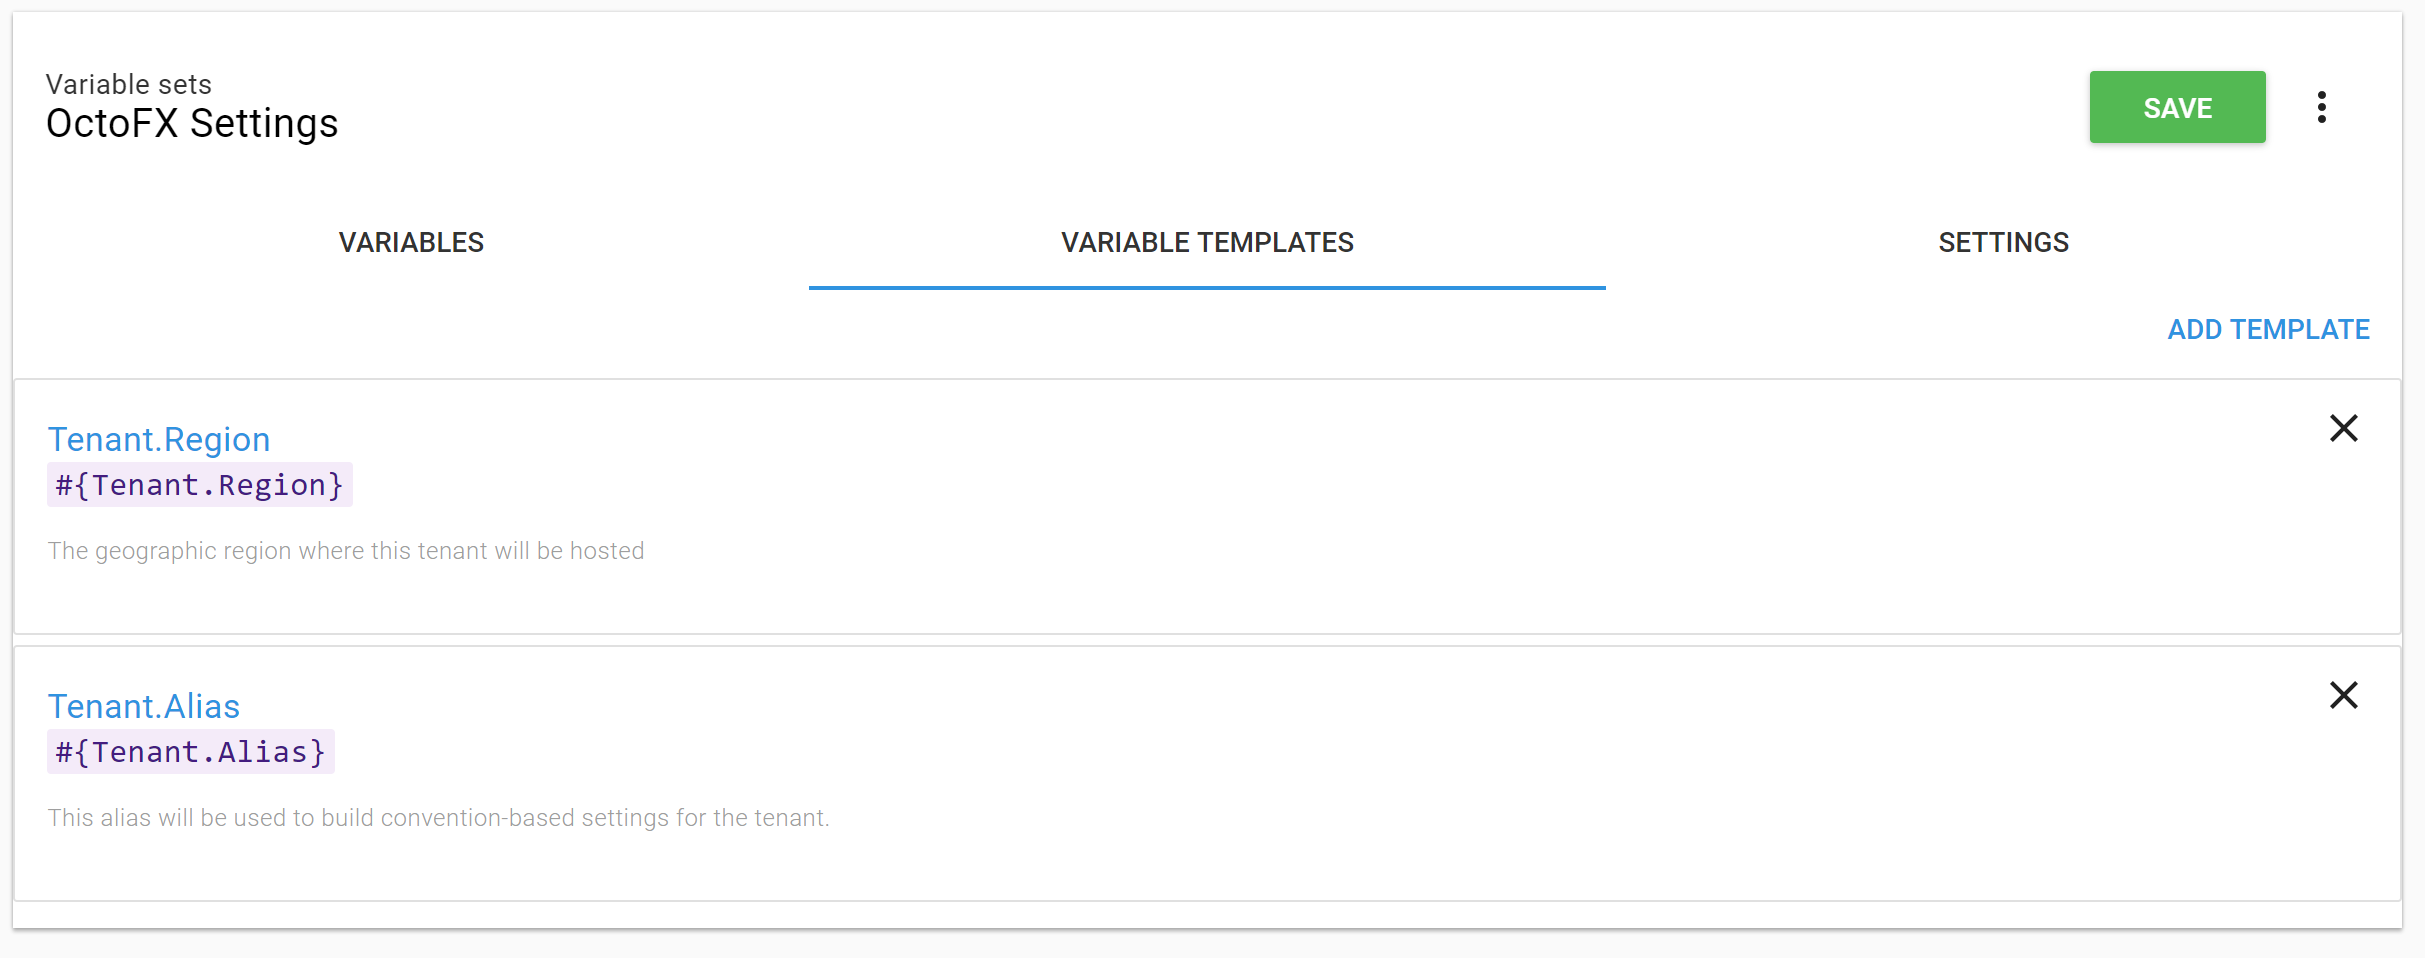 Variable sets
OctoFX Settings
SAVE
VARIABLES
VARIABLE TEMPLATES
SETTINGS
ADD TEMPLATE
Tenant.Region
#{Tenant.Region}
The geographic region where this tenant will be hosted
Tenant.Alias
#{Tenant.Alias}
This alias will be used to build convention-based settings for the tenant.